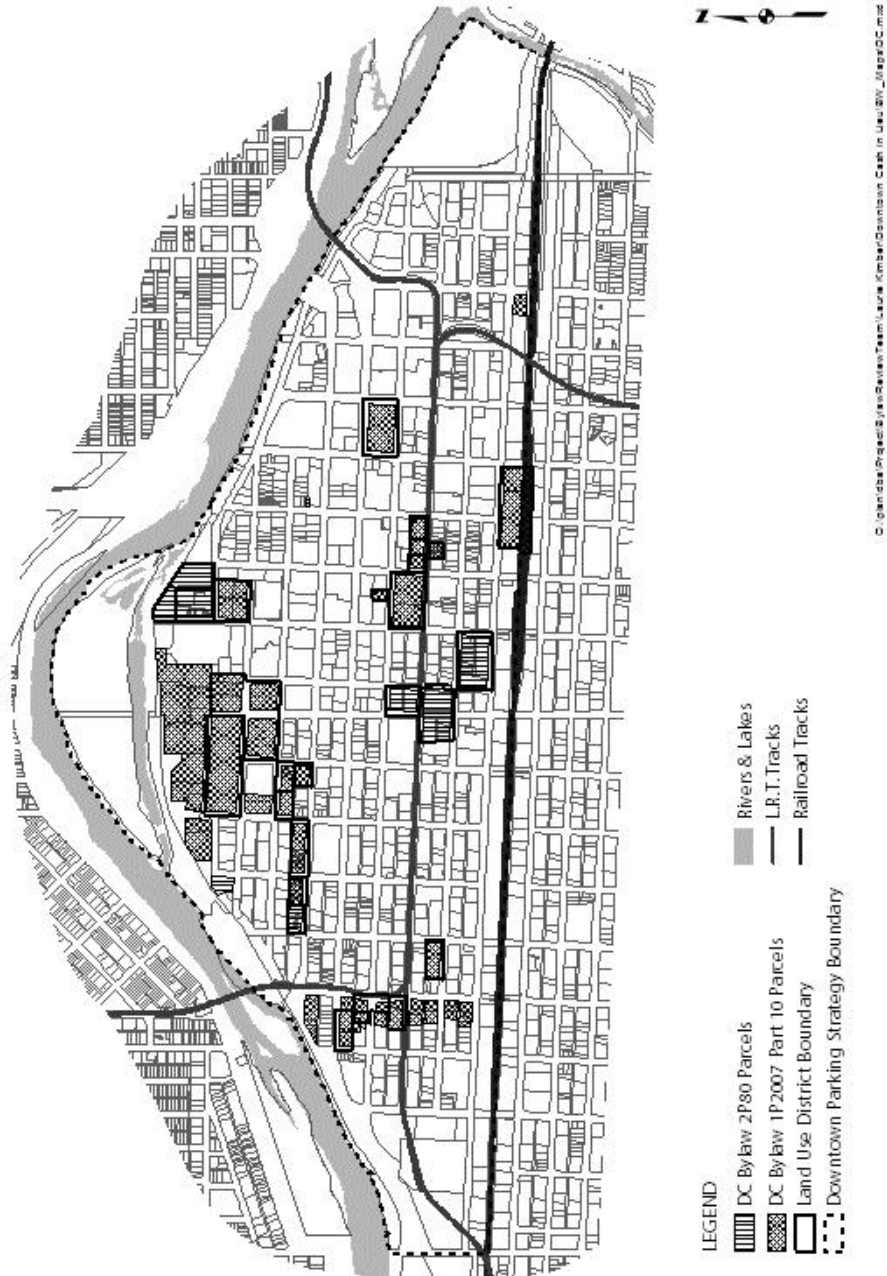 N
LEGEND
DC Bylaw 2P80 Parcels
DC Bylaw 1P2007 Part 10 Parcels
Land Use District Boundary
Downtown Parking Strategy Boundary
Rivers & Lakes
L.R.T. Tracks
Railroad Tracks